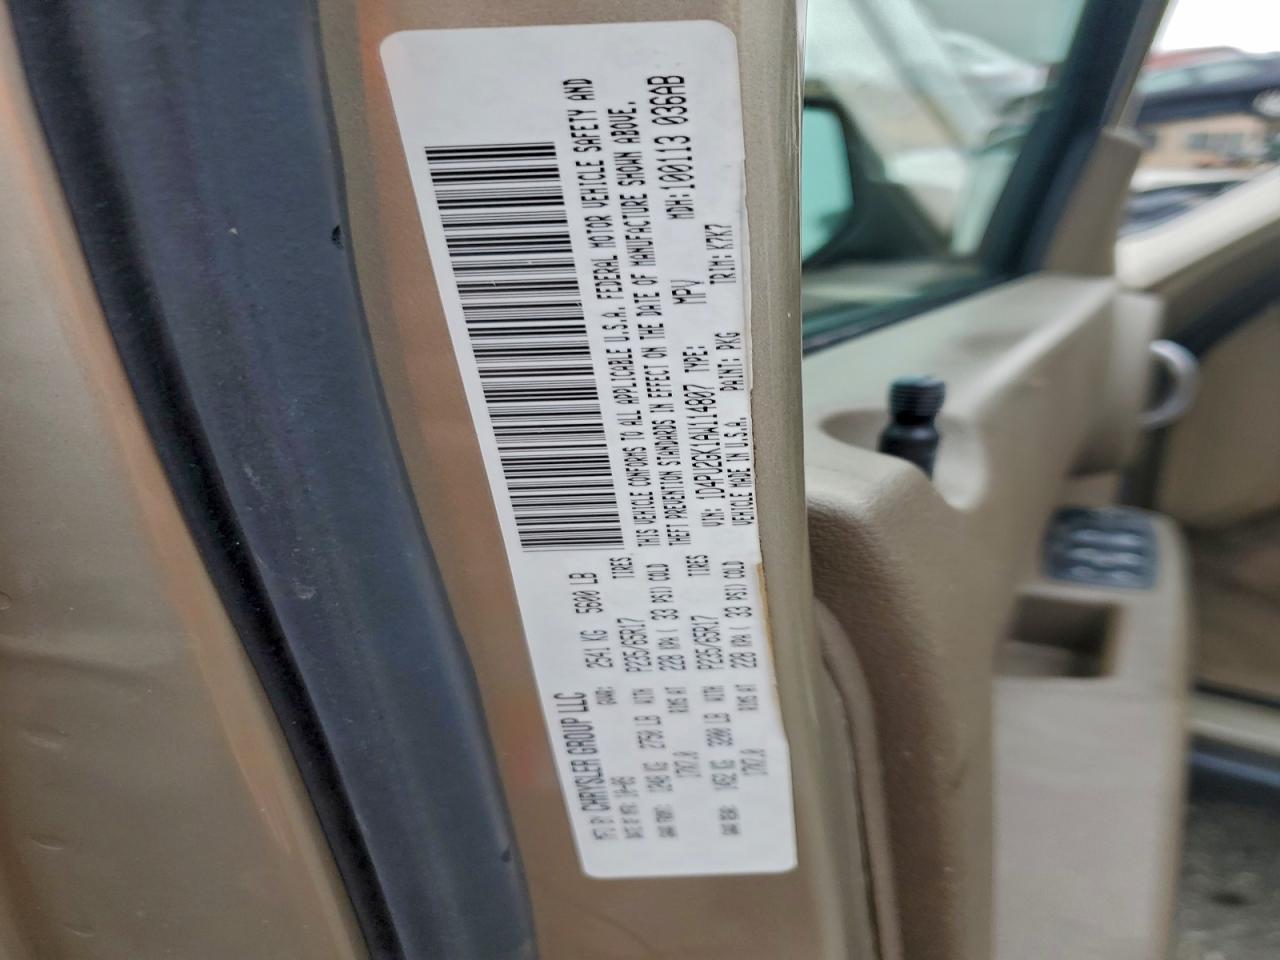 MFD BY CHRYSLER GROUP LLC
DATE OF MFR: 10-09 GVWR: 2541 KG 5600 LB
GAWR FRONT: 1248 KG 2750 LB WITH P235/65R17 TIRES
17X7.0 RIMS AT 228 KPA ( 33 PSI) COLD
GAWR REAR: 1452 KG 3200 LB WITH P235/65R17 TIRES
17X7.0 RIMS AT 228 KPA ( 33 PSI) COLD
THIS VEHICLE CONFORMS TO ALL APPLICABLE U.S.A. FEDERAL MOTOR VEHICLE SAFETY AND
THEFT PREVENTION STANDARDS IN EFFECT ON THE DATE OF MANUFACTURE SHOWN ABOVE.
VIN: 1D4PU2GK1AW114807 TYPE: MPV MDH: 100113 036AB
VEHICLE MADE IN U.S.A. PAINT: PKG TRIM: K7K7